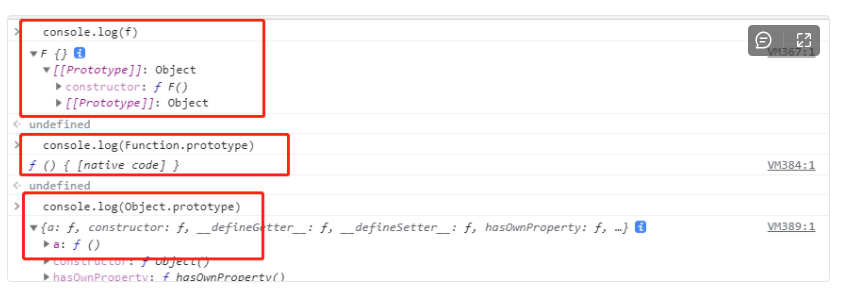 > console.log(f)
▼F {} i
VM367:1
▼[[Prototype]]: Object
▶constructor: ƒ F()
▶[[Prototype]]: Object
undefined
> console.log(Function.prototype)
ƒ () { [native code] }
VM384:1
undefined
> console.log(Object.prototype)
▼{a: ƒ, constructor: ƒ, __defineGetter__: ƒ, __defineSetter__: ƒ, hasOwnProperty: ƒ, …} i
VM389:1
▶a: ƒ ()
▶constructor: ƒ Object()
▶hasOwnProperty: ƒ hasOwnProperty()